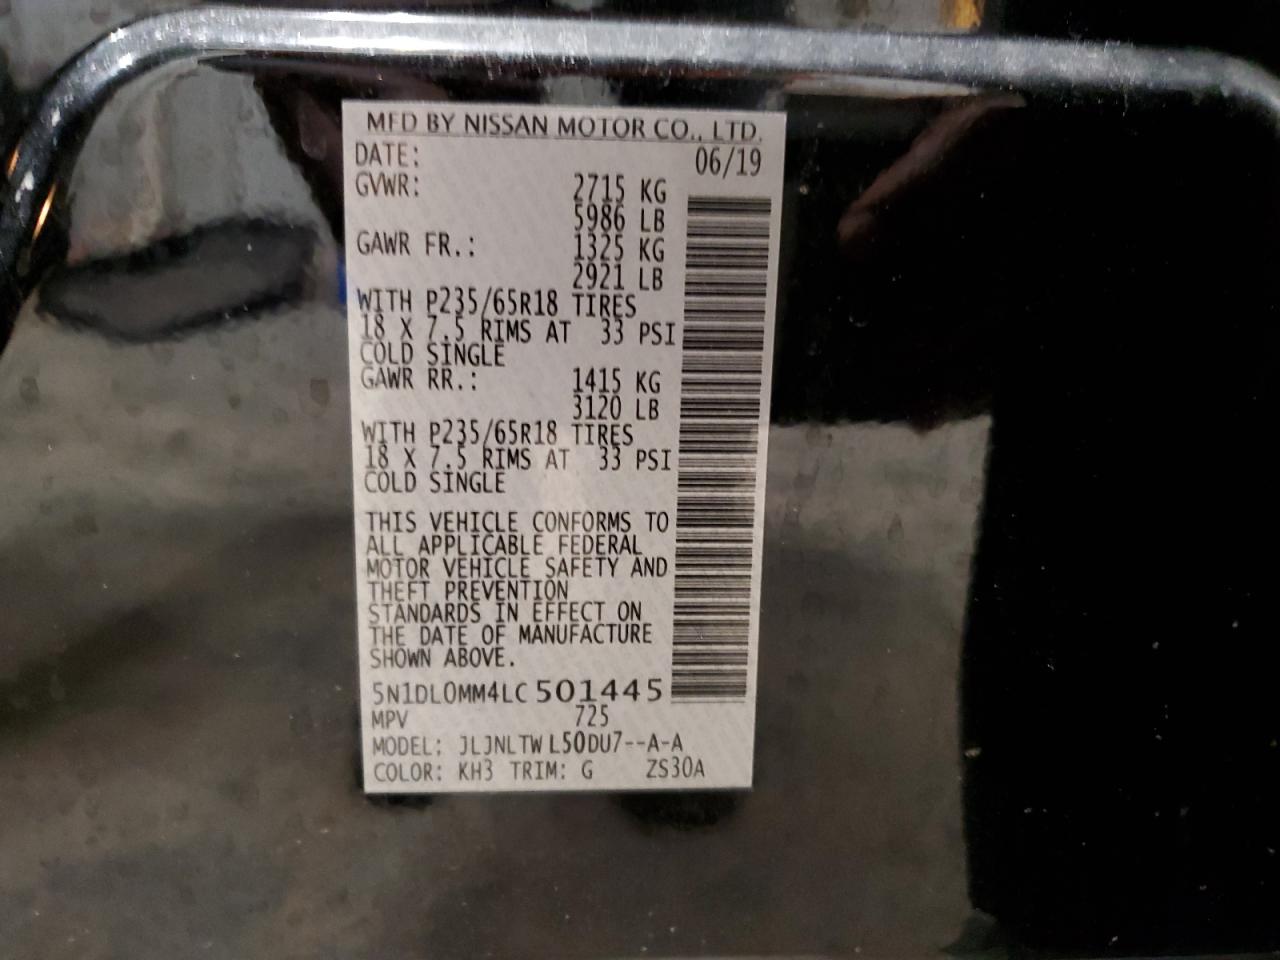 MFD BY NISSAN MOTOR CO., LTD.
DATE: 06/19
GVWR: 2715 KG
5986 LB
GAWR FR.: 1325 KG
2921 LB
WITH P235/65R18 TIRES
18 X 7.5 RIMS AT 33 PSI
COLD SINGLE
GAWR RR.: 1415 KG
3120 LB
WITH P235/65R18 TIRES
18 X 7.5 RIMS AT 33 PSI
COLD SINGLE
THIS VEHICLE CONFORMS TO
ALL APPLICABLE FEDERAL
MOTOR VEHICLE SAFETY AND
THEFT PREVENTION
STANDARDS IN EFFECT ON
THE DATE OF MANUFACTURE
SHOWN ABOVE.
5N1DL0MM4LC501445
MPV 725
MODEL: JLJNLTWL50DU7--A-A
COLOR: KH3 TRIM: G ZS30A